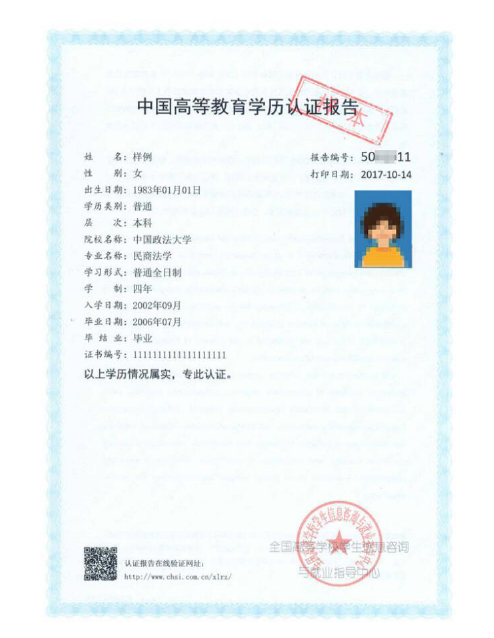 中国高等教育学历认证报告
样本
姓 名：样例
报告编号：50 11
性 别：女
打印日期：2017-10-14
出生日期：1983年01月01日
学历类别：普通
层 次：本科
院校名称：中国政法大学
专业名称：民商法学
学习形式：普通全日制
学 制：四年
入学日期：2002年09月
毕业日期：2006年07月
毕 结 业：毕业
证书编号：111111111111111111
以上学历情况属实，专此认证。
全国高等学校学生信息咨询
与就业指导中心
认证报告在线验证网址：
http://www.chsi.com.cn/xlrz/